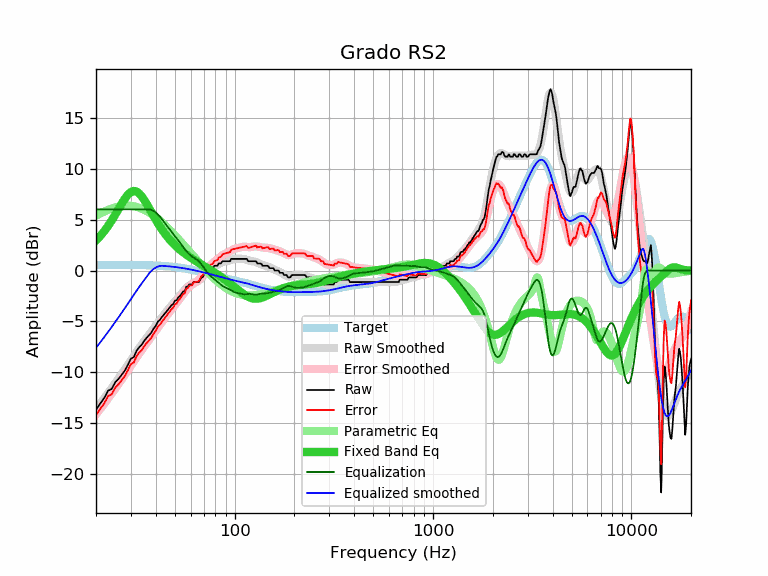 Grado RS2
Amplitude (dBr)
15
10
5
0
−5
−10
−15
−20
Target
Raw Smoothed
Error Smoothed
Raw
Error
Parametric Eq
Fixed Band Eq
Equalization
Equalized smoothed
100
1000
10000
Frequency (Hz)